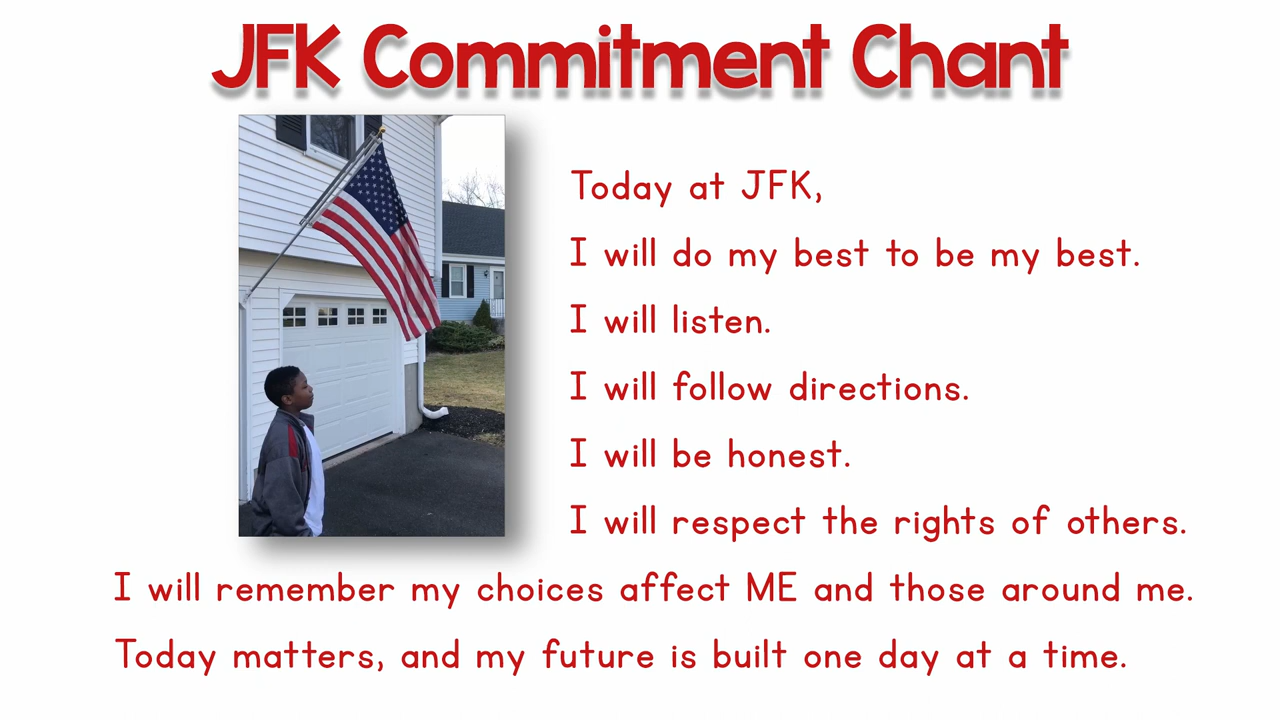 JFK Commitment Chant
Today at JFK,
I will do my best to be my best.
I will listen.
I will follow directions.
I will be honest.
I will respect the rights of others.
I will remember my choices affect ME and those around me.
Today matters, and my future is built one day at a time.